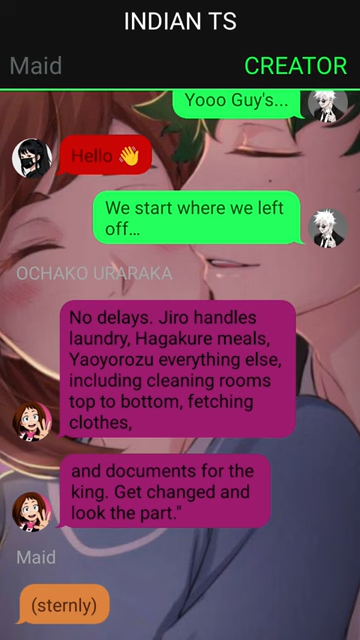 INDIAN TS
Maid
CREATOR
Yooo Guy's...
Hello 👋
We start where we left
off...
OCHAKO URARAKA
No delays. Jiro handles
laundry, Hagakure meals,
Yaoyorozu everything else,
including cleaning rooms
top to bottom, fetching
clothes,
and documents for the
king. Get changed and
look the part."
Maid
(sternly)